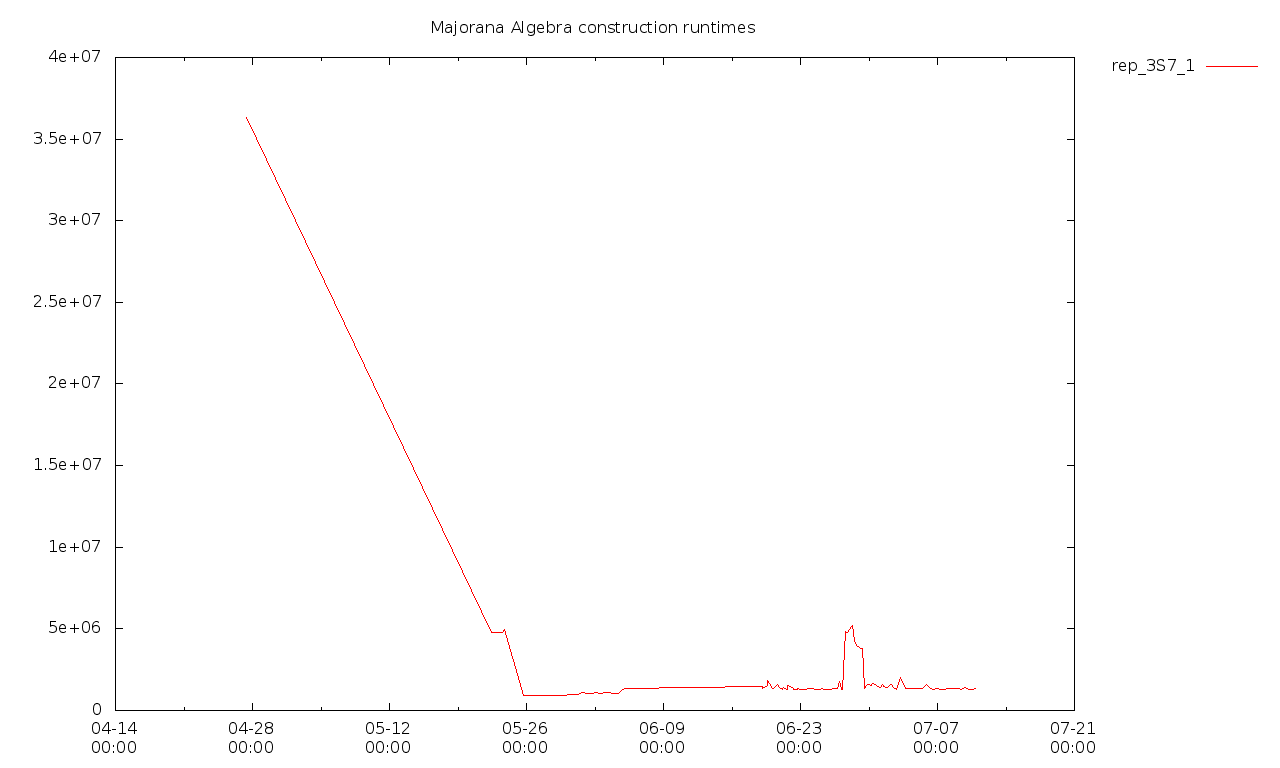 Majorana Algebra construction runtimes
rep_3S7_1
4e+07
3.5e+07
3e+07
2.5e+07
2e+07
1.5e+07
1e+07
5e+06
0
04-14 04-28 05-12 05-26 06-09 06-23 07-07 07-21
00:00 00:00 00:00 00:00 00:00 00:00 00:00 00:00